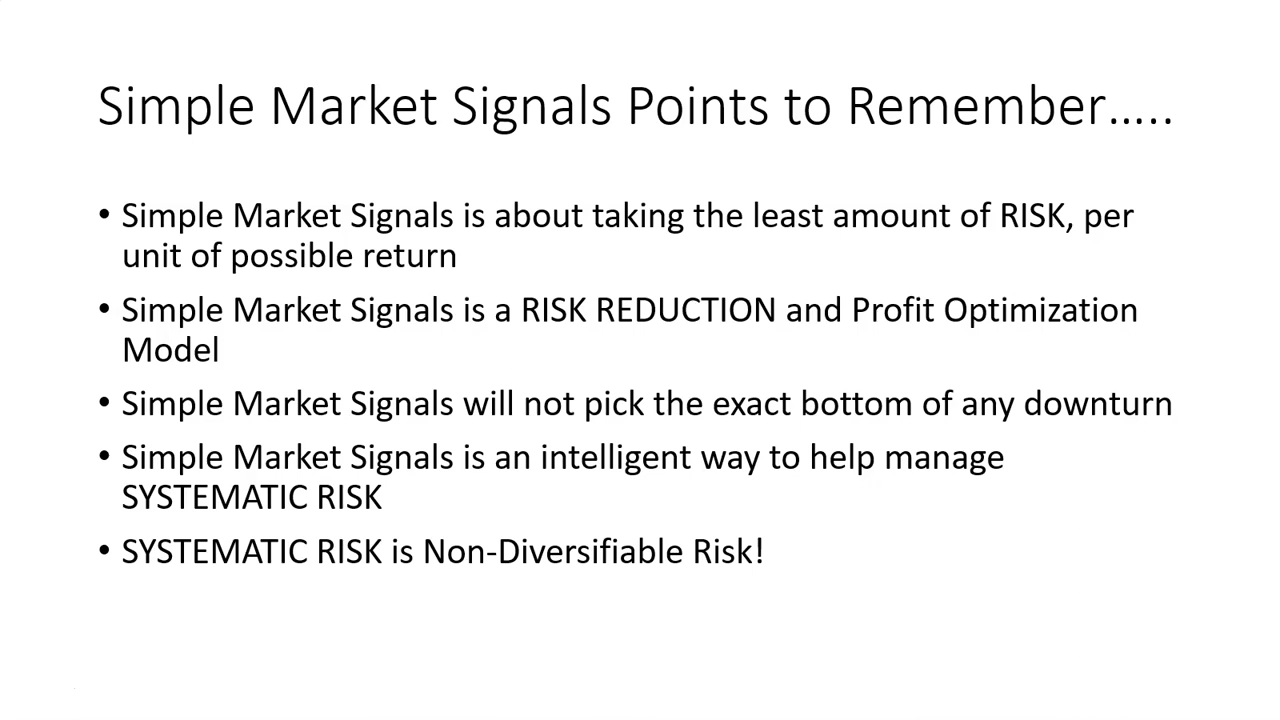 Simple Market Signals Points to Remember…..
• Simple Market Signals is about taking the least amount of RISK, per
unit of possible return
• Simple Market Signals is a RISK REDUCTION and Profit Optimization
Model
• Simple Market Signals will not pick the exact bottom of any downturn
• Simple Market Signals is an intelligent way to help manage
SYSTEMATIC RISK
• SYSTEMATIC RISK is Non-Diversifiable Risk!